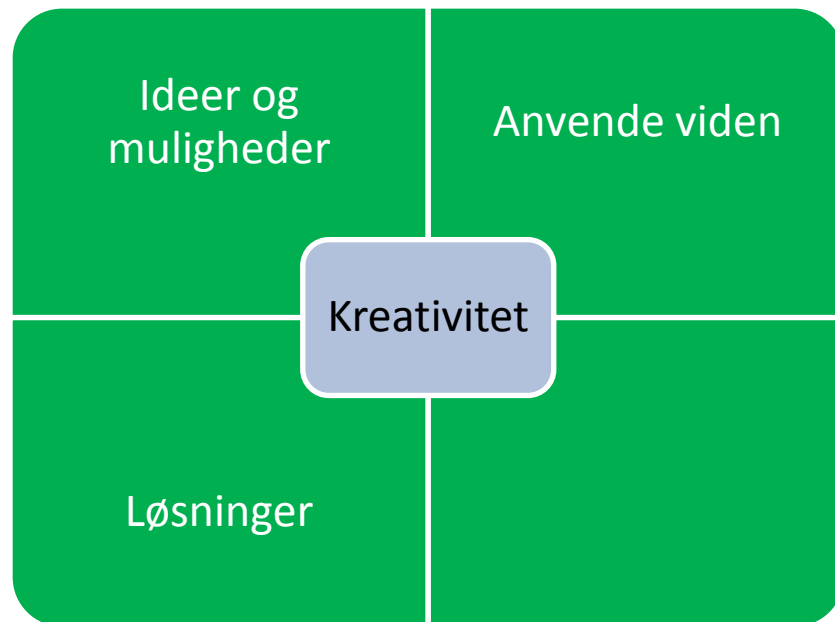 Ideer og
muligheder
Anvende viden
Kreativitet
Løsninger